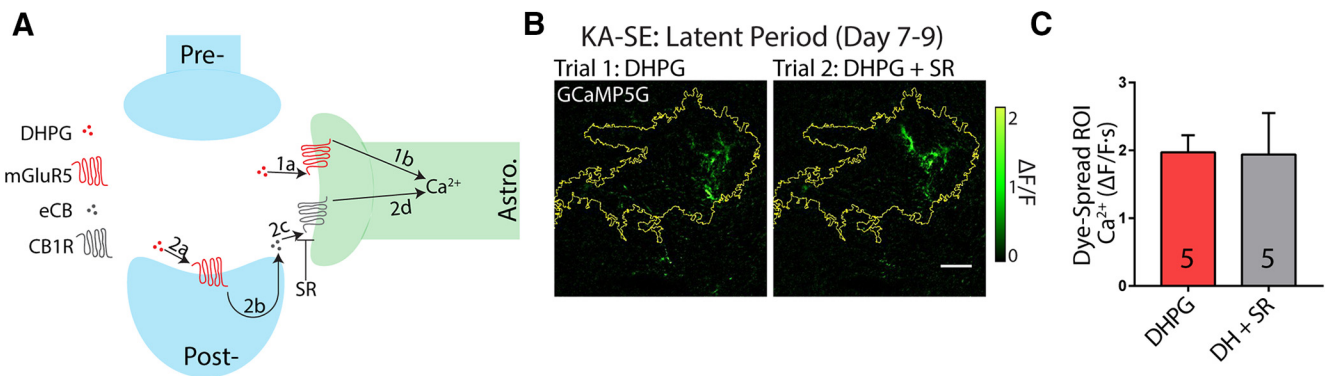 A
Pre-
DHPG
mGluR5
eCB
CB1R
1a
1b
Ca²⁺
2d
2c
2a
2b
SR
Post-
Astro.
B
KA-SE: Latent Period (Day 7-9)
Trial 1: DHPG
Trial 2: DHPG + SR
GCaMP5G
2
1
0
ΔF/F
C
Dye-Spread ROI
Ca²⁺ (ΔF/F·s)
3
2
1
0
5
5
DHPG
DH + SR